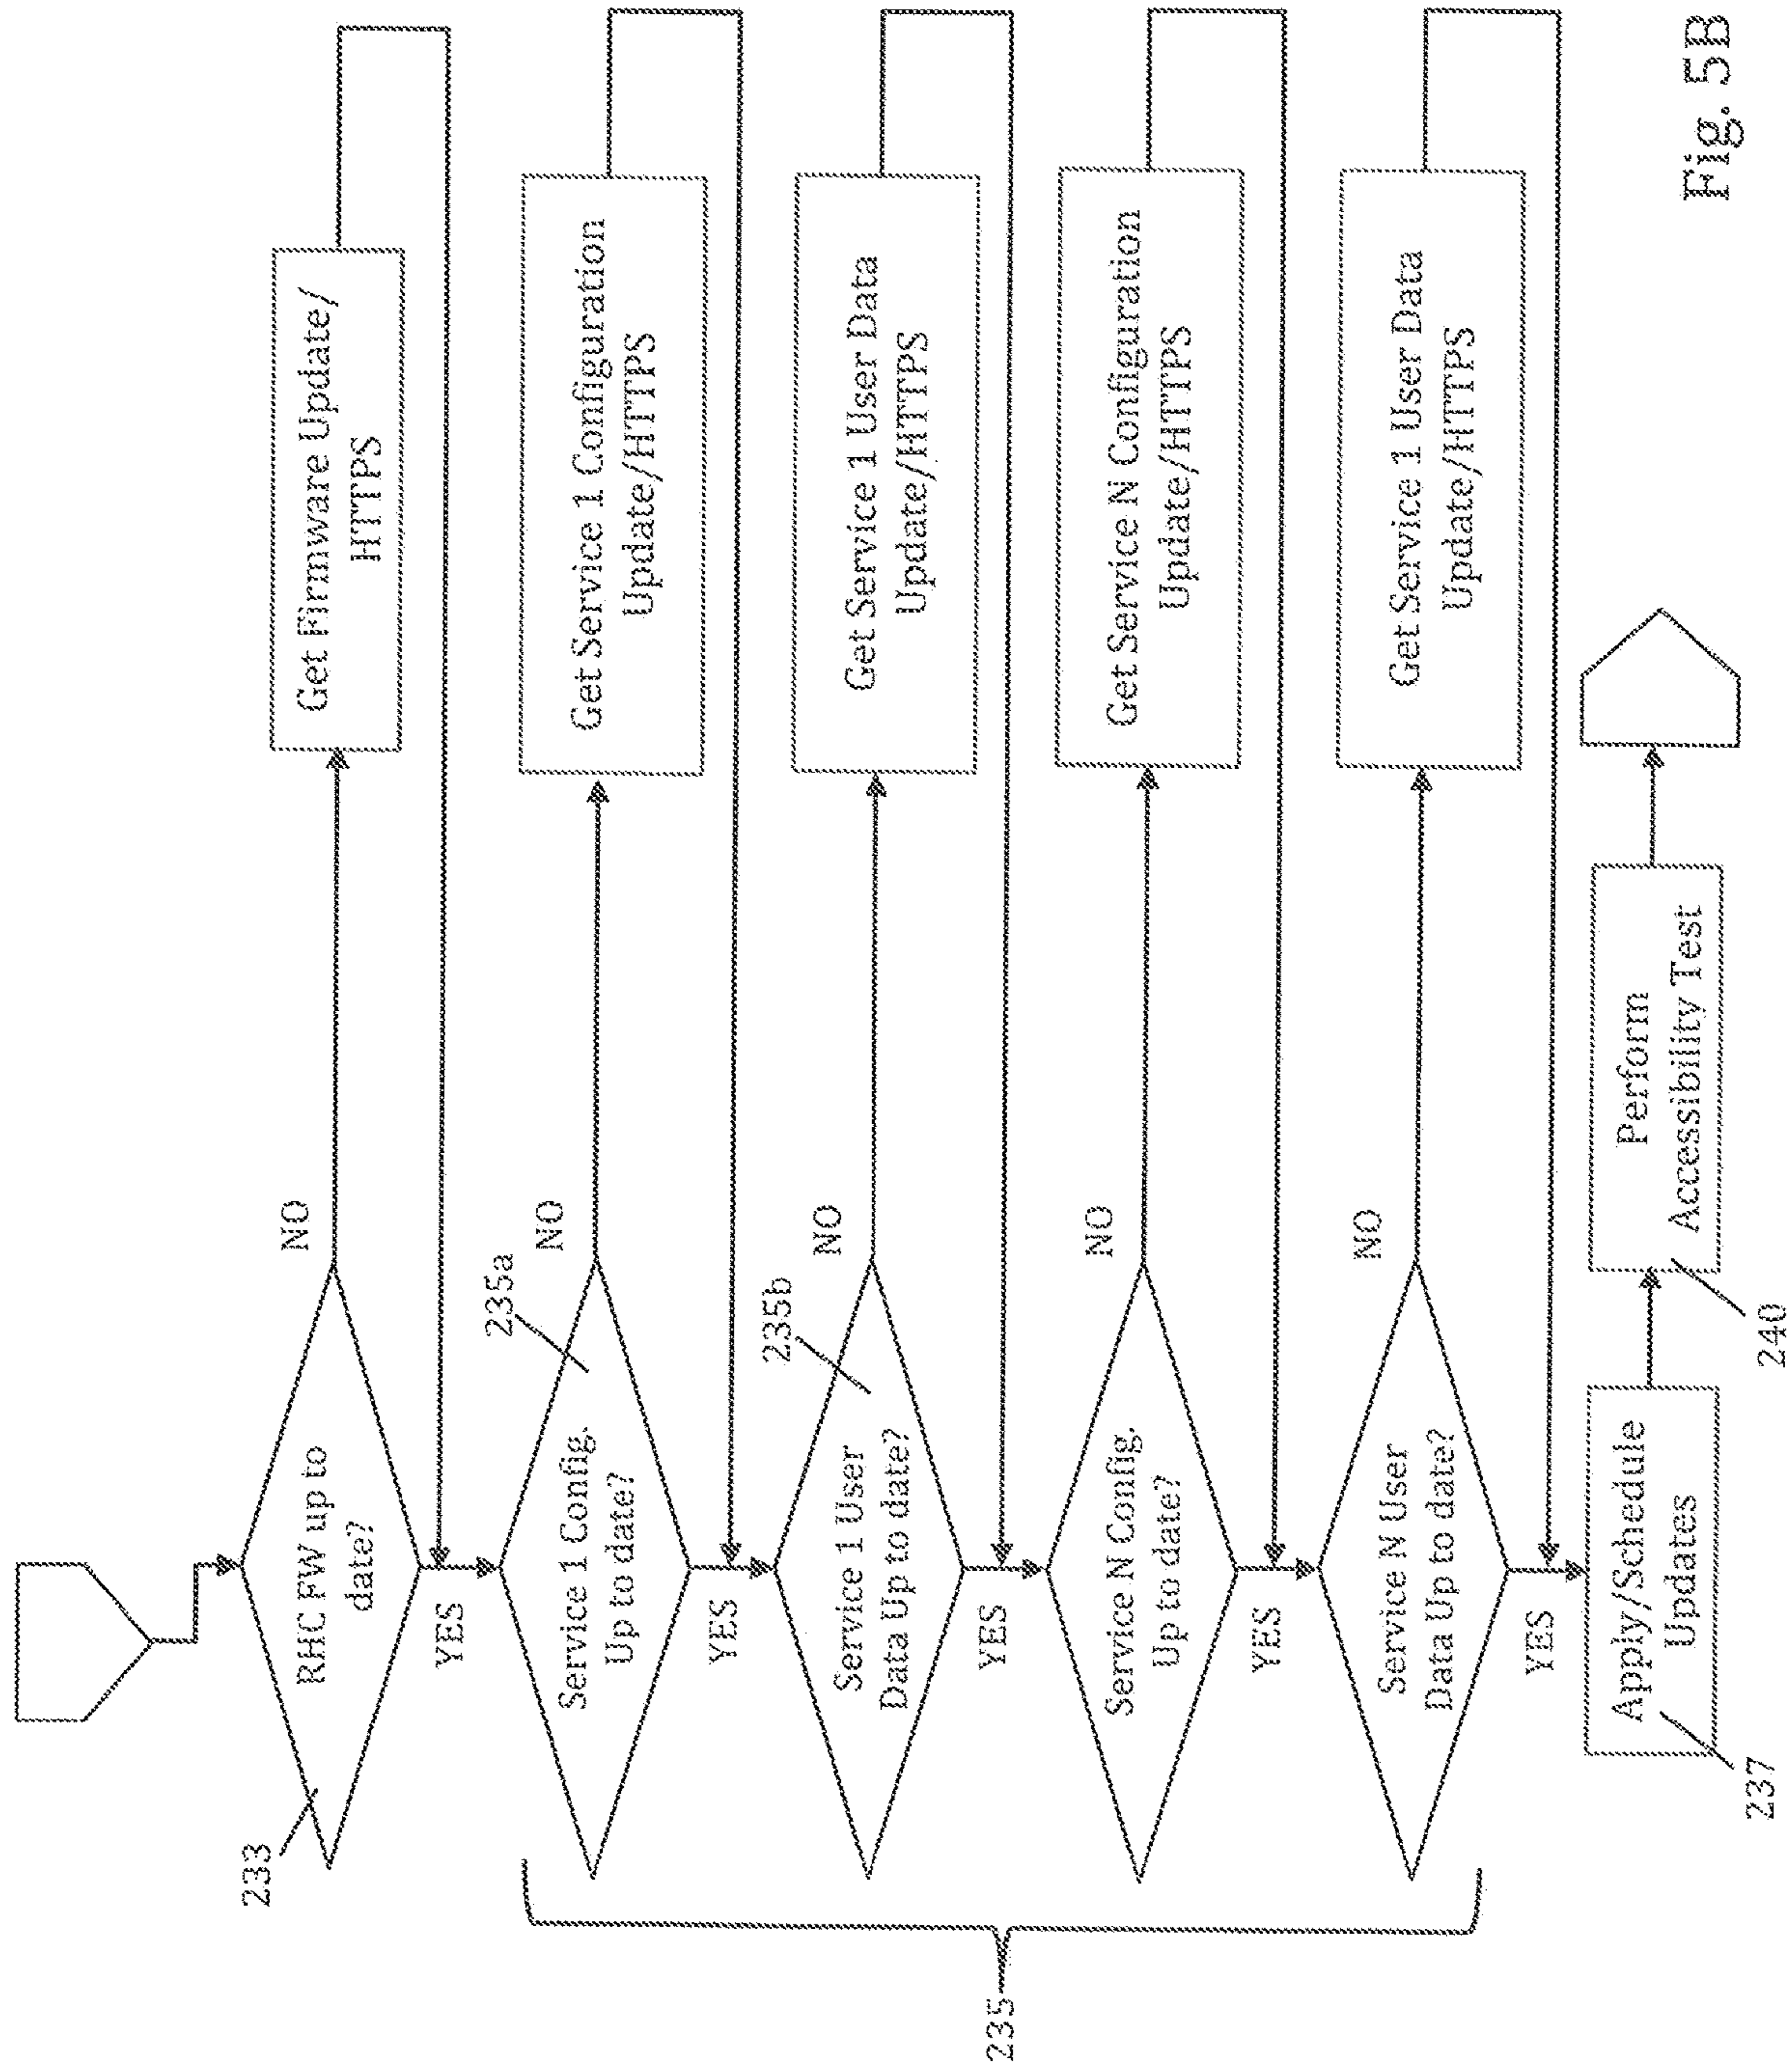 233
RHC FW up to
date?
NO
Get Firmware Update/
HTTPS
YES
235a
Service 1 Config.
Up to date?
NO
Get Service 1 Configuration
Update/HTTPS
YES
235b
Service 1 User
Data Up to date?
NO
Get Service 1 User Data
Update/HTTPS
YES
235
Service N Config.
Up to date?
NO
Get Service N Configuration
Update/HTTPS
YES
Service N User
Data Up to date?
NO
Get Service 1 User Data
Update/HTTPS
YES
Apply/Schedule
Updates
237
Perform
Accessibility Test
240
Fig. 5B